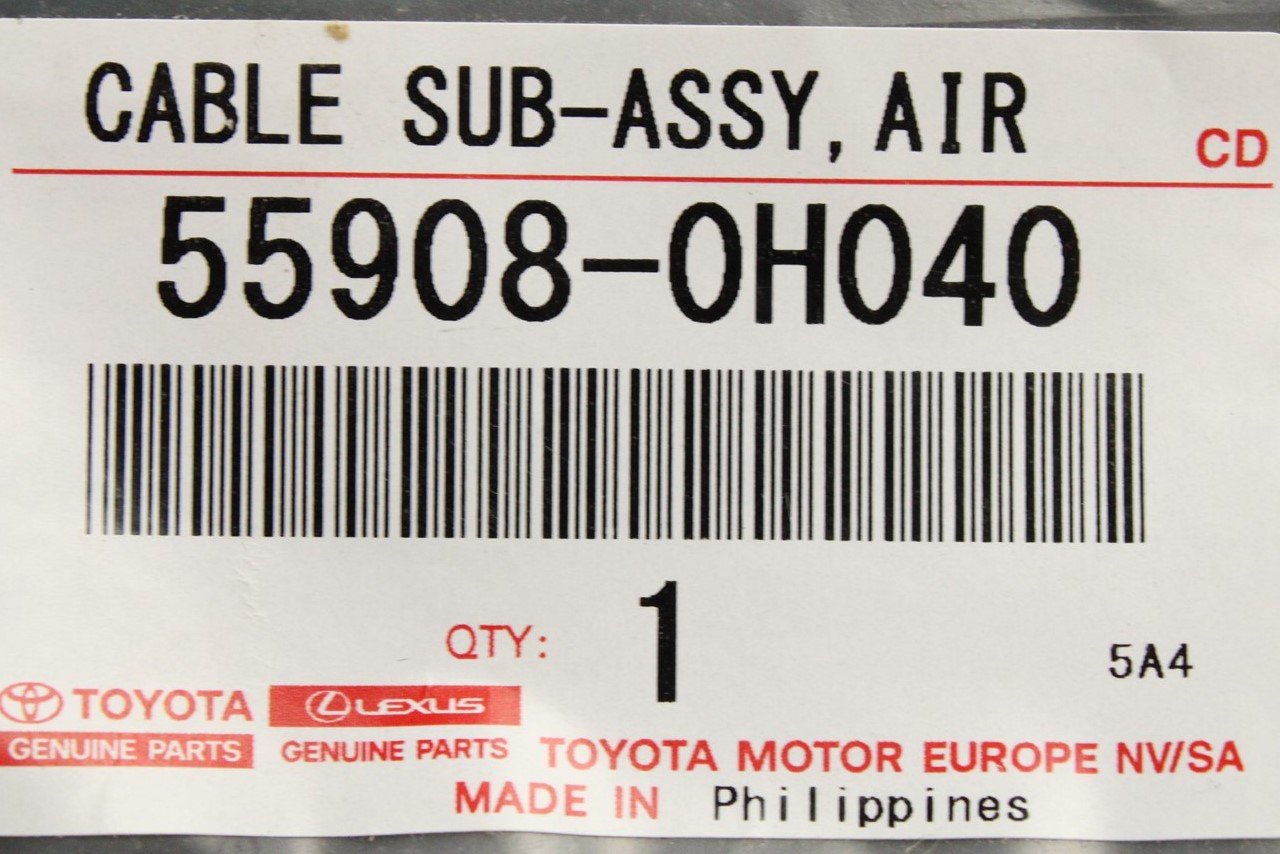 CABLE SUB-ASSY, AIR
CD
55908-0H040
QTY: 1
5A4
TOYOTA
GENUINE PARTS
LEXUS
GENUINE PARTS
TOYOTA MOTOR EUROPE NV/SA
MADE IN Philippines